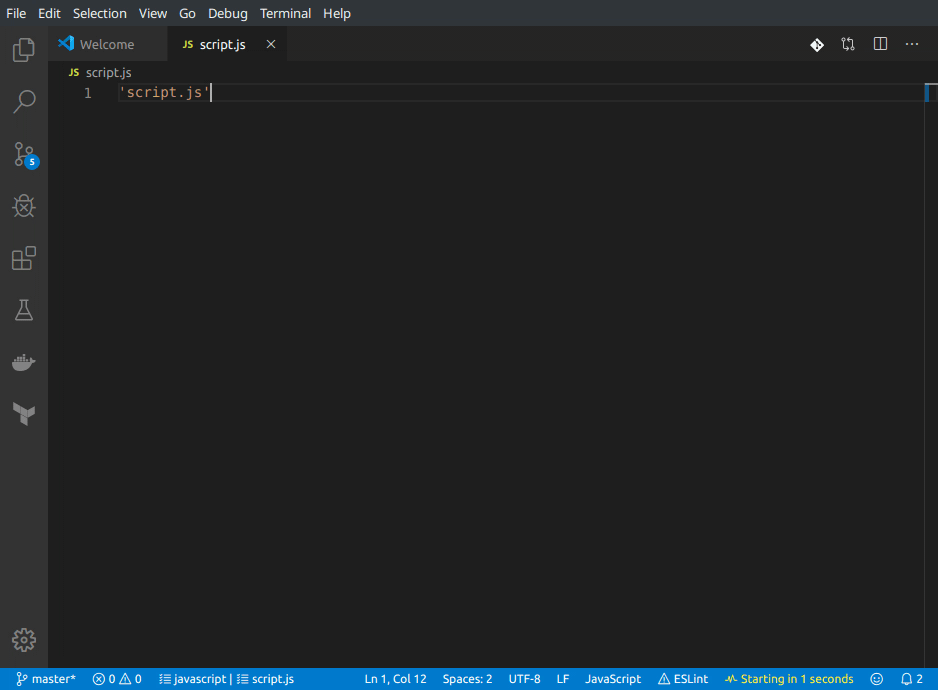 File Edit Selection View Go Debug Terminal Help
Welcome JS script.js
JS script.js
1 'script.js'
5
master* 0 0 javascript | script.js Ln 1, Col 12 Spaces: 2 UTF-8 LF JavaScript ESLint Starting in 1 seconds 2